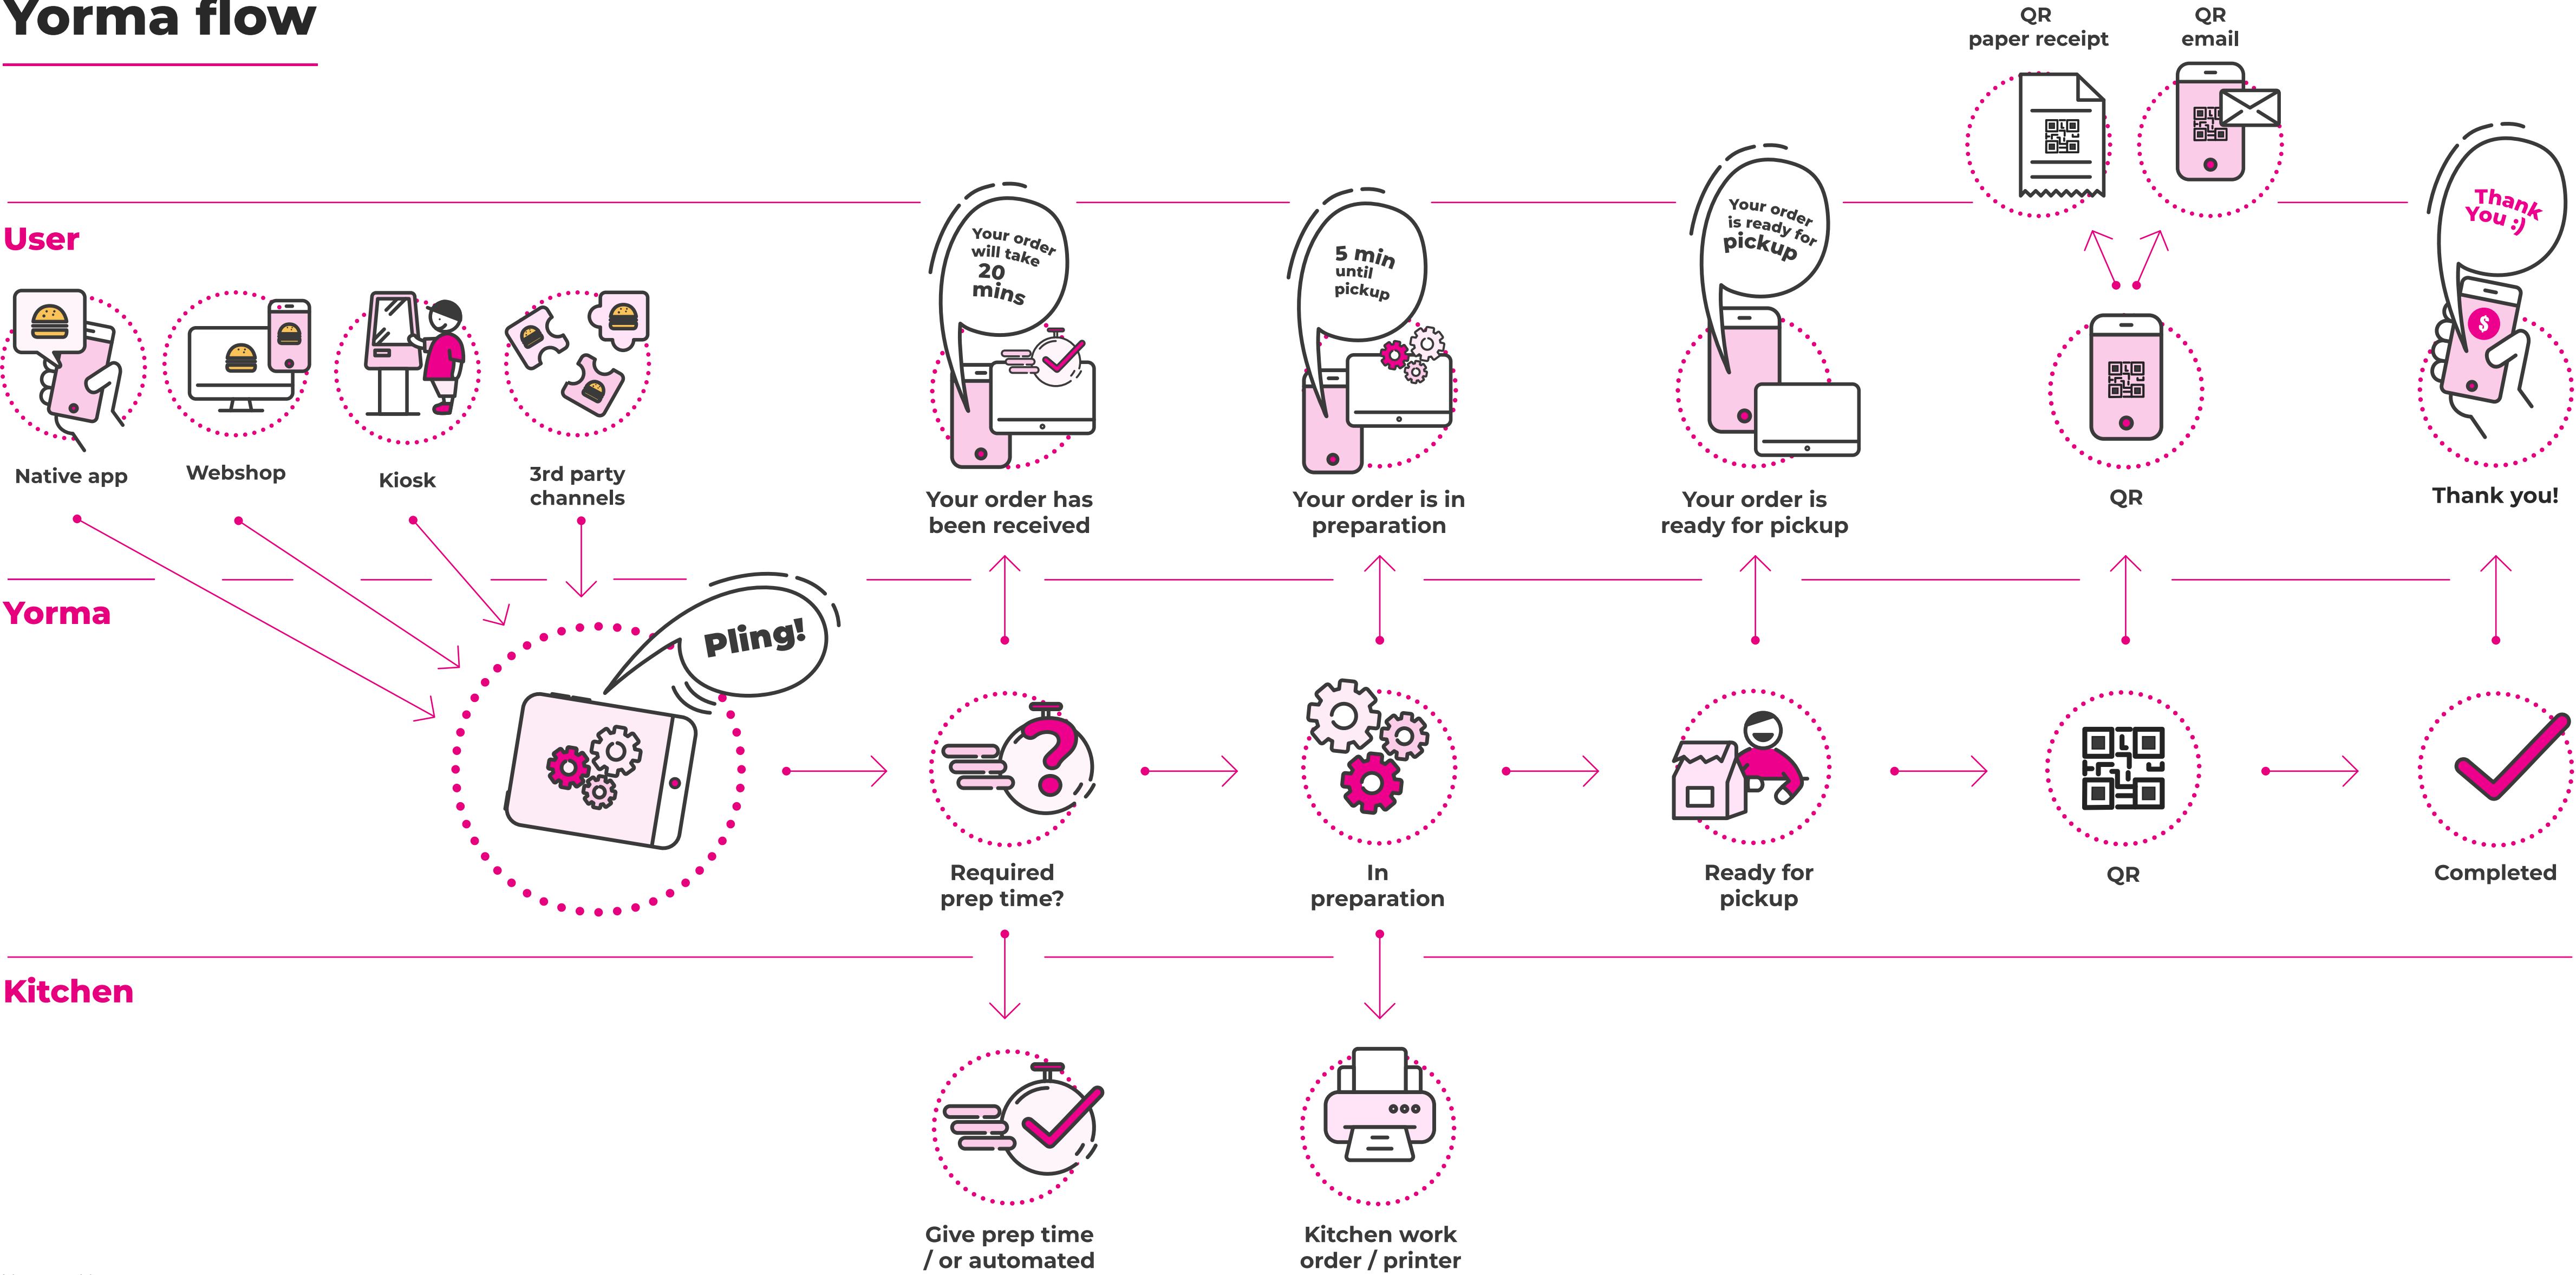 Yorma flow
QR
paper receipt
QR
email
User
Your order
will take
20
mins
5 min
until
pickup
Your order
is ready for
pickup
Thank
You :)
$
Native app
Webshop
Kiosk
3rd party
channels
Your order has
been received
Your order is in
preparation
Your order is
ready for pickup
QR
Thank you!
Yorma
Pling!
?
Required
prep time?
In
preparation
Ready for
pickup
QR
Completed
Kitchen
Give prep time
/ or automated
Kitchen work
order / printer